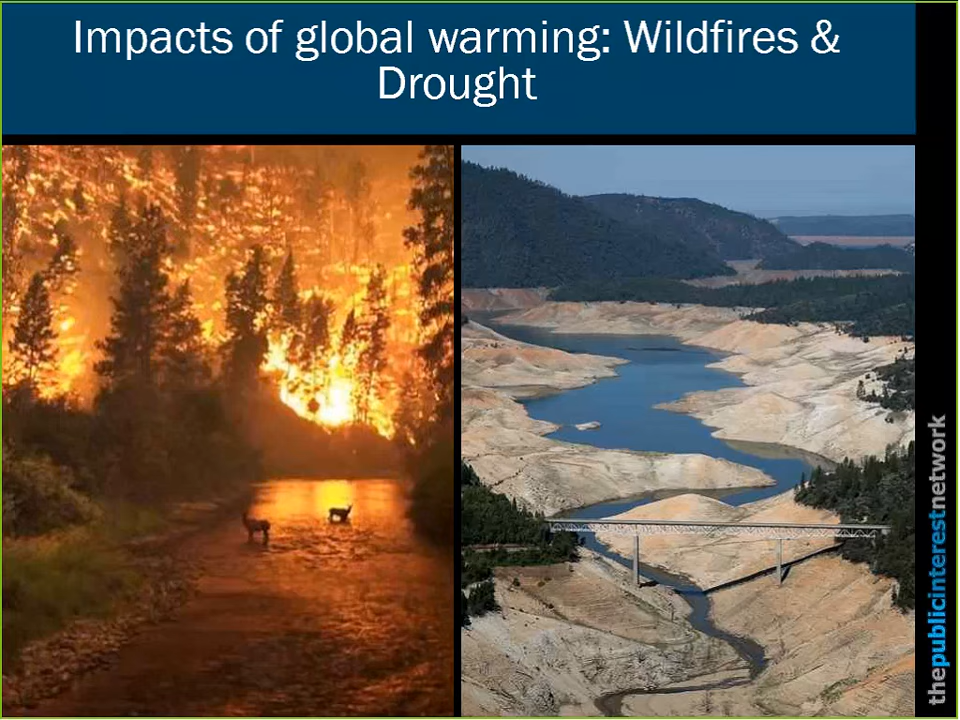 Impacts of global warming: Wildfires &
Drought
thepublicinterestnetwork